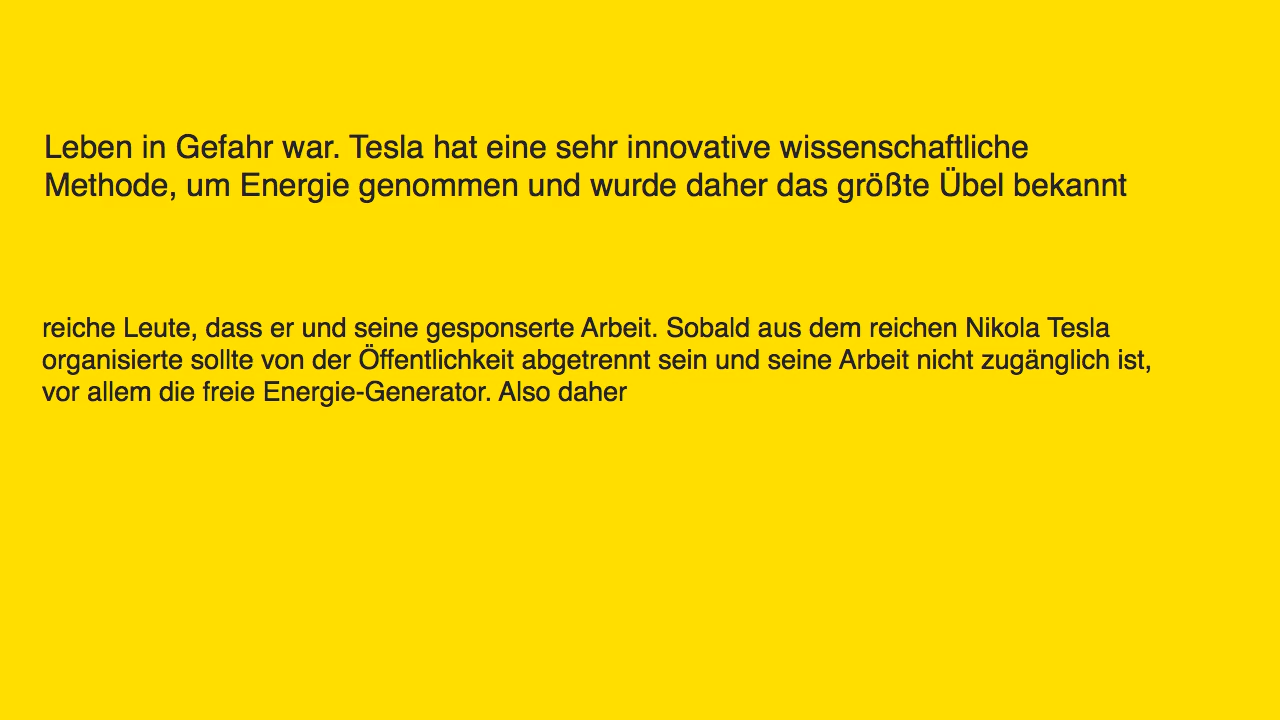 Leben in Gefahr war. Tesla hat eine sehr innovative wissenschaftliche
Methode, um Energie genommen und wurde daher das größte Übel bekannt
reiche Leute, dass er und seine gesponserte Arbeit. Sobald aus dem reichen Nikola Tesla
organisierte sollte von der Öffentlichkeit abgetrennt sein und seine Arbeit nicht zugänglich ist,
vor allem die freie Energie-Generator. Also daher